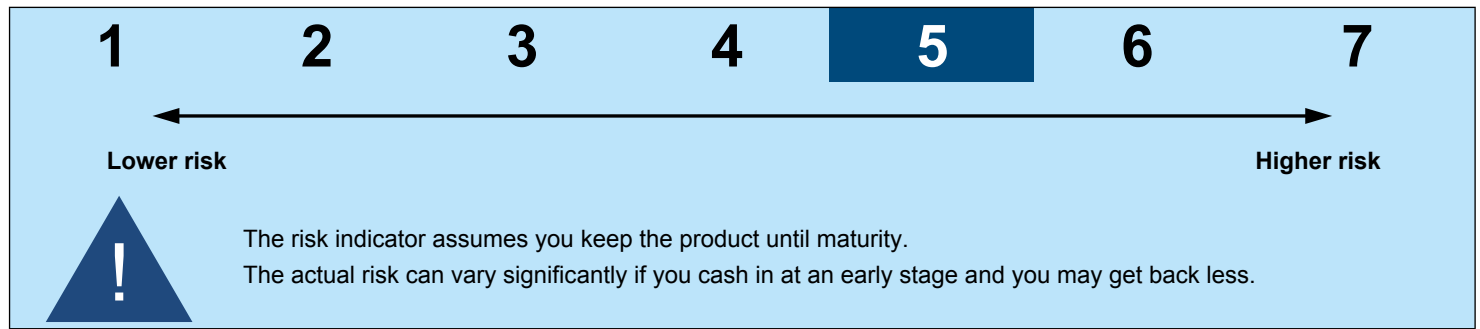 1 2 3 4 5 6 7
Lower risk Higher risk
!
The risk indicator assumes you keep the product until maturity.
The actual risk can vary significantly if you cash in at an early stage and you may get back less.